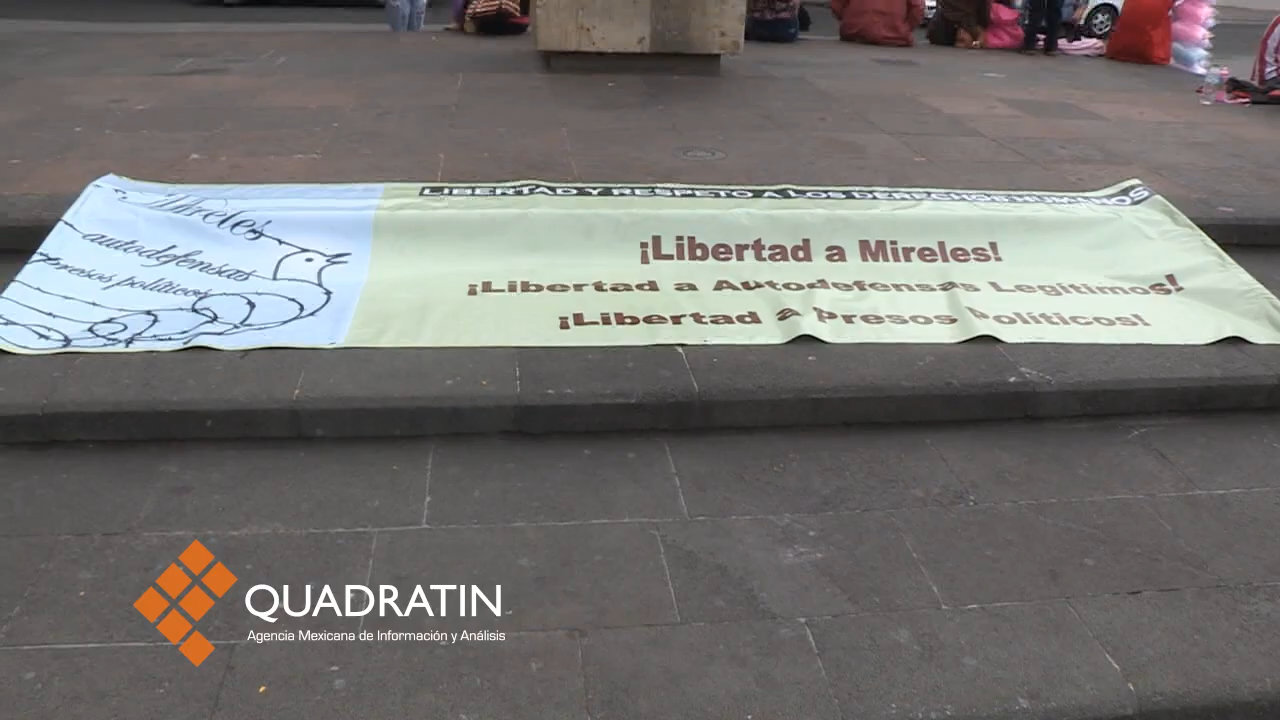 Mireles
autodefensas
presos políticos
LIBERTAD Y RESPETO A LOS DERECHOS HUMANOS
¡Libertad a Mireles!
¡Libertad a Autodefensas Legítimos!
¡Libertad a Presos Políticos!
QUADRATIN
Agencia Mexicana de Información y Análisis